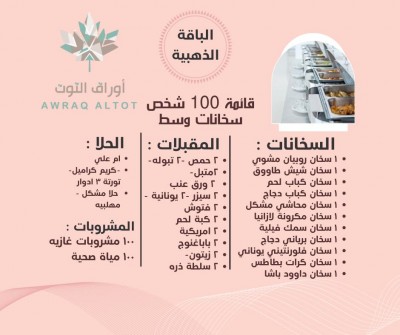 الباقة
الذهبية
أوراق التوت
AWRAQ ALTOT
قائمة 100 شخص
سخانات وسط
السخانات :
١ سخان روبيان مشوي
١ سخان شيش طاووق
١ سخان كباب لحم
١ سخان كباب دجاج
١ سخان محاشي مشكل
١ سخان مكرونة لازانيا
١ سخان سمك فيلية
١ سخان برياني دجاج
١ سخان فلورنتيني يوناني
١ سخان كرات بطاطس
١ سخان داوود باشا
المقبلات :
٢ حمص -٢ تبوله-
٢متبل-
٢ ورق عنب
٢ سيزر -٢ يونانية -
٢ فتوش
٢ كبة لحم
٢ امريكية
٢ باباغنوج
٢ زيتون-
٢ سلطة ذره
الحلا :
ام علي
-كريم كراميل-
تورتة ٣ ادوار
حلا مشكل -
مهلبيه
المشروبات :
١٠٠ مشروبات غازيه
١٠٠ مياة صحية